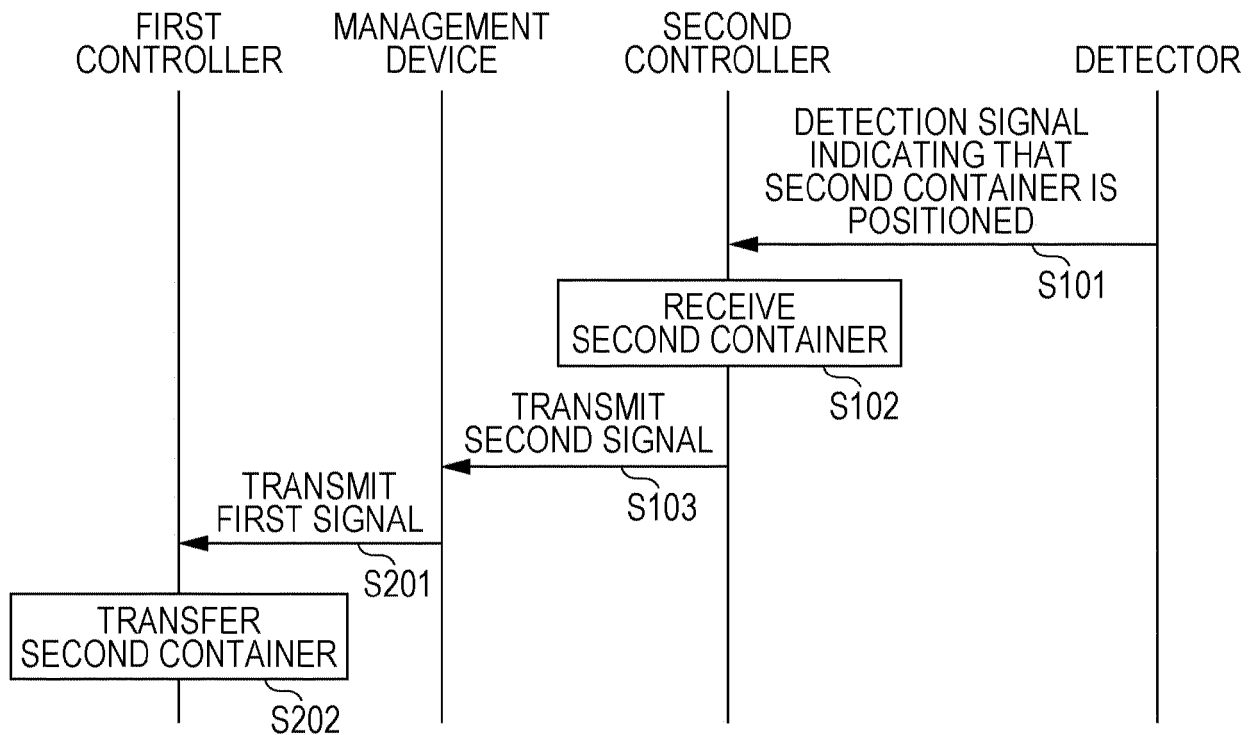 FIRST
CONTROLLER
MANAGEMENT
DEVICE
SECOND
CONTROLLER
DETECTOR
DETECTION SIGNAL
INDICATING THAT
SECOND CONTAINER IS
POSITIONED
S101
RECEIVE
SECOND CONTAINER
S102
TRANSMIT
SECOND SIGNAL
S103
TRANSMIT
FIRST SIGNAL
S201
TRANSFER
SECOND CONTAINER
S202